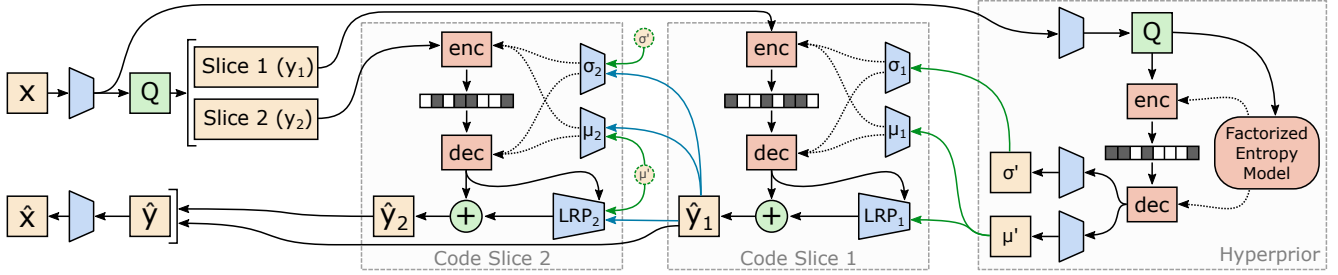 x
Q
Slice 1 (y₁)
Slice 2 (y₂)
enc
dec
σ₂
μ₂
σ'
μ'
LRP₂
+
ŷ₂
Code Slice 2
enc
dec
σ₁
μ₁
LRP₁
+
ŷ₁
Code Slice 1
Q
enc
dec
Factorized
Entropy
Model
σ'
μ'
Hyperprior
x̂
ŷ